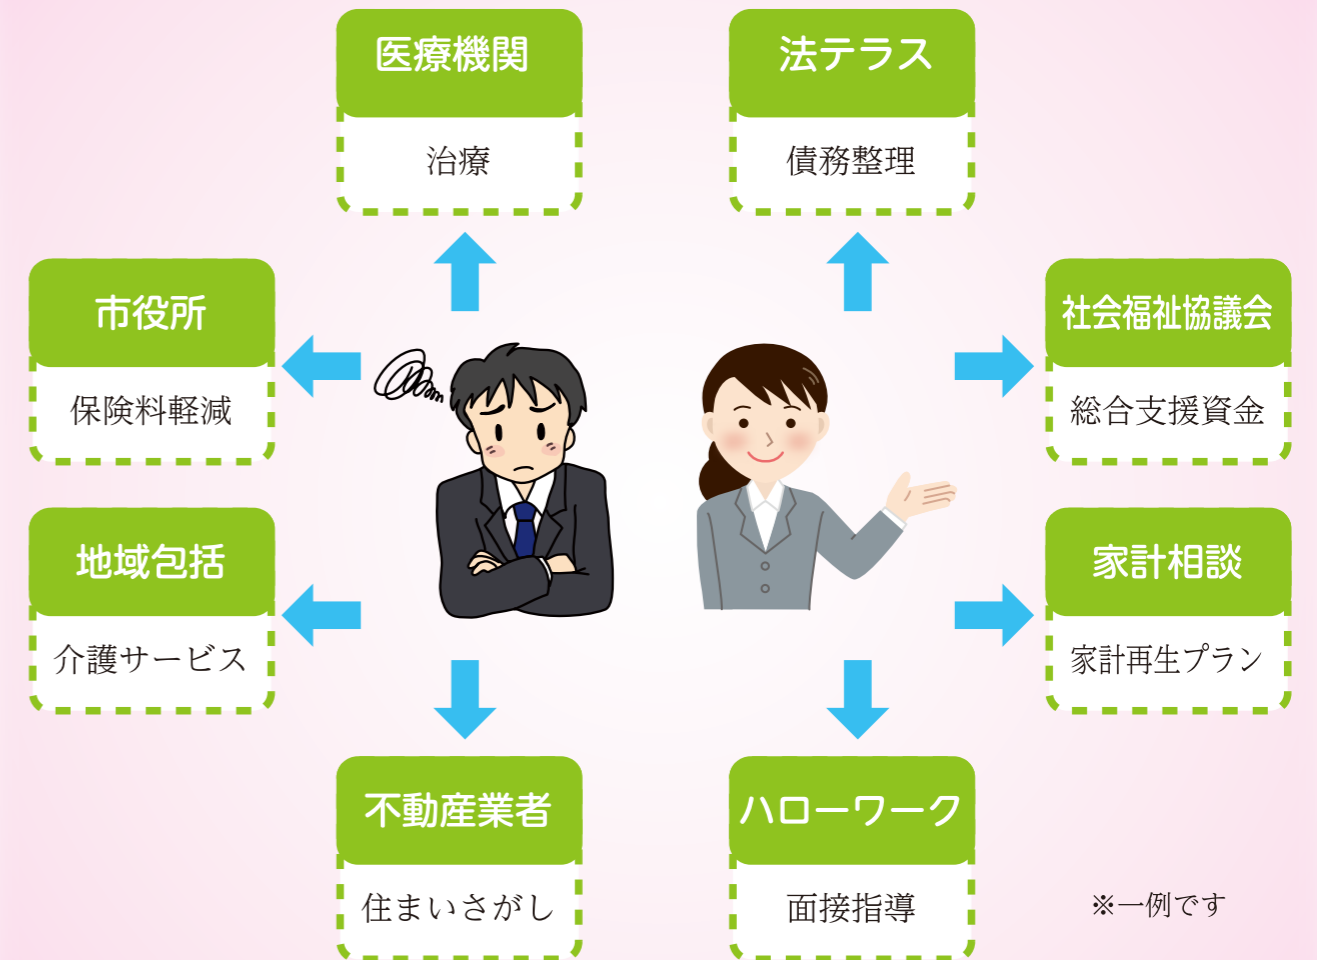 医療機関
治療
法テラス
債務整理
市役所
保険料軽減
社会福祉協議会
総合支援資金
地域包括
介護サービス
家計相談
家計再生プラン
不動産業者
住まいさがし
ハローワーク
面接指導
※一例です